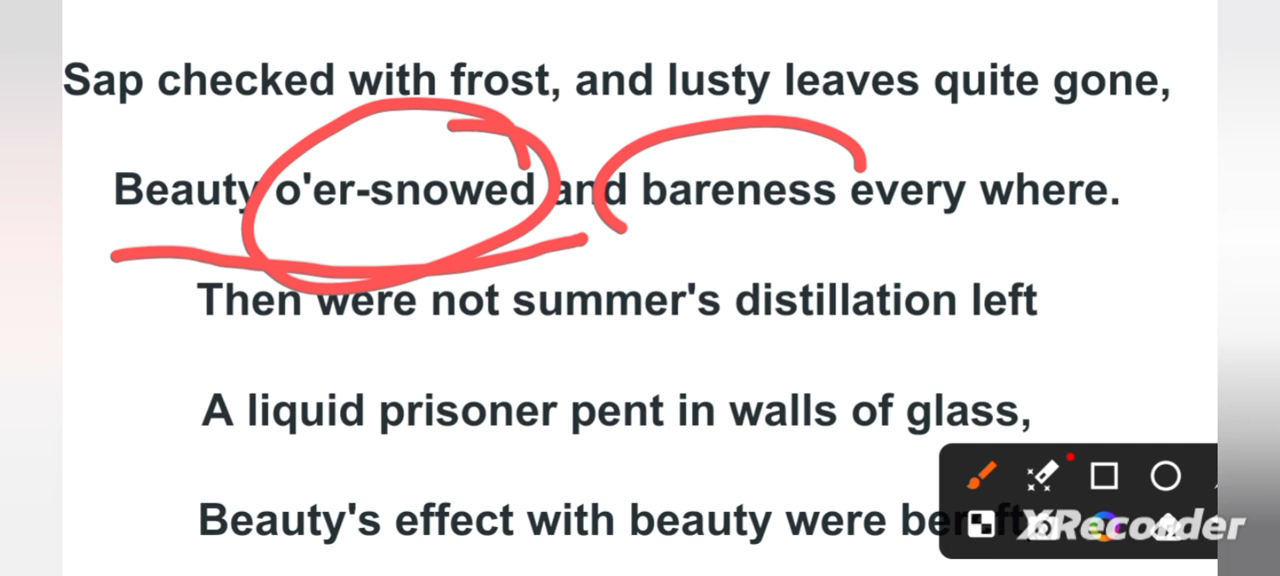 Sap checked with frost, and lusty leaves quite gone,
Beauty o'er-snowed and bareness every where.
Then were not summer's distillation left
A liquid prisoner pent in walls of glass,
Beauty's effect with beauty were
XRecorder